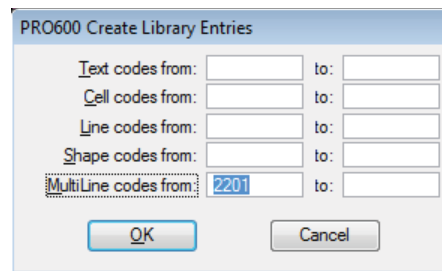 PRO600 Create Library Entries
Text codes from: to:
Cell codes from: to:
Line codes from: to:
Shape codes from: to:
MultiLine codes from: 2201 to:
OK Cancel